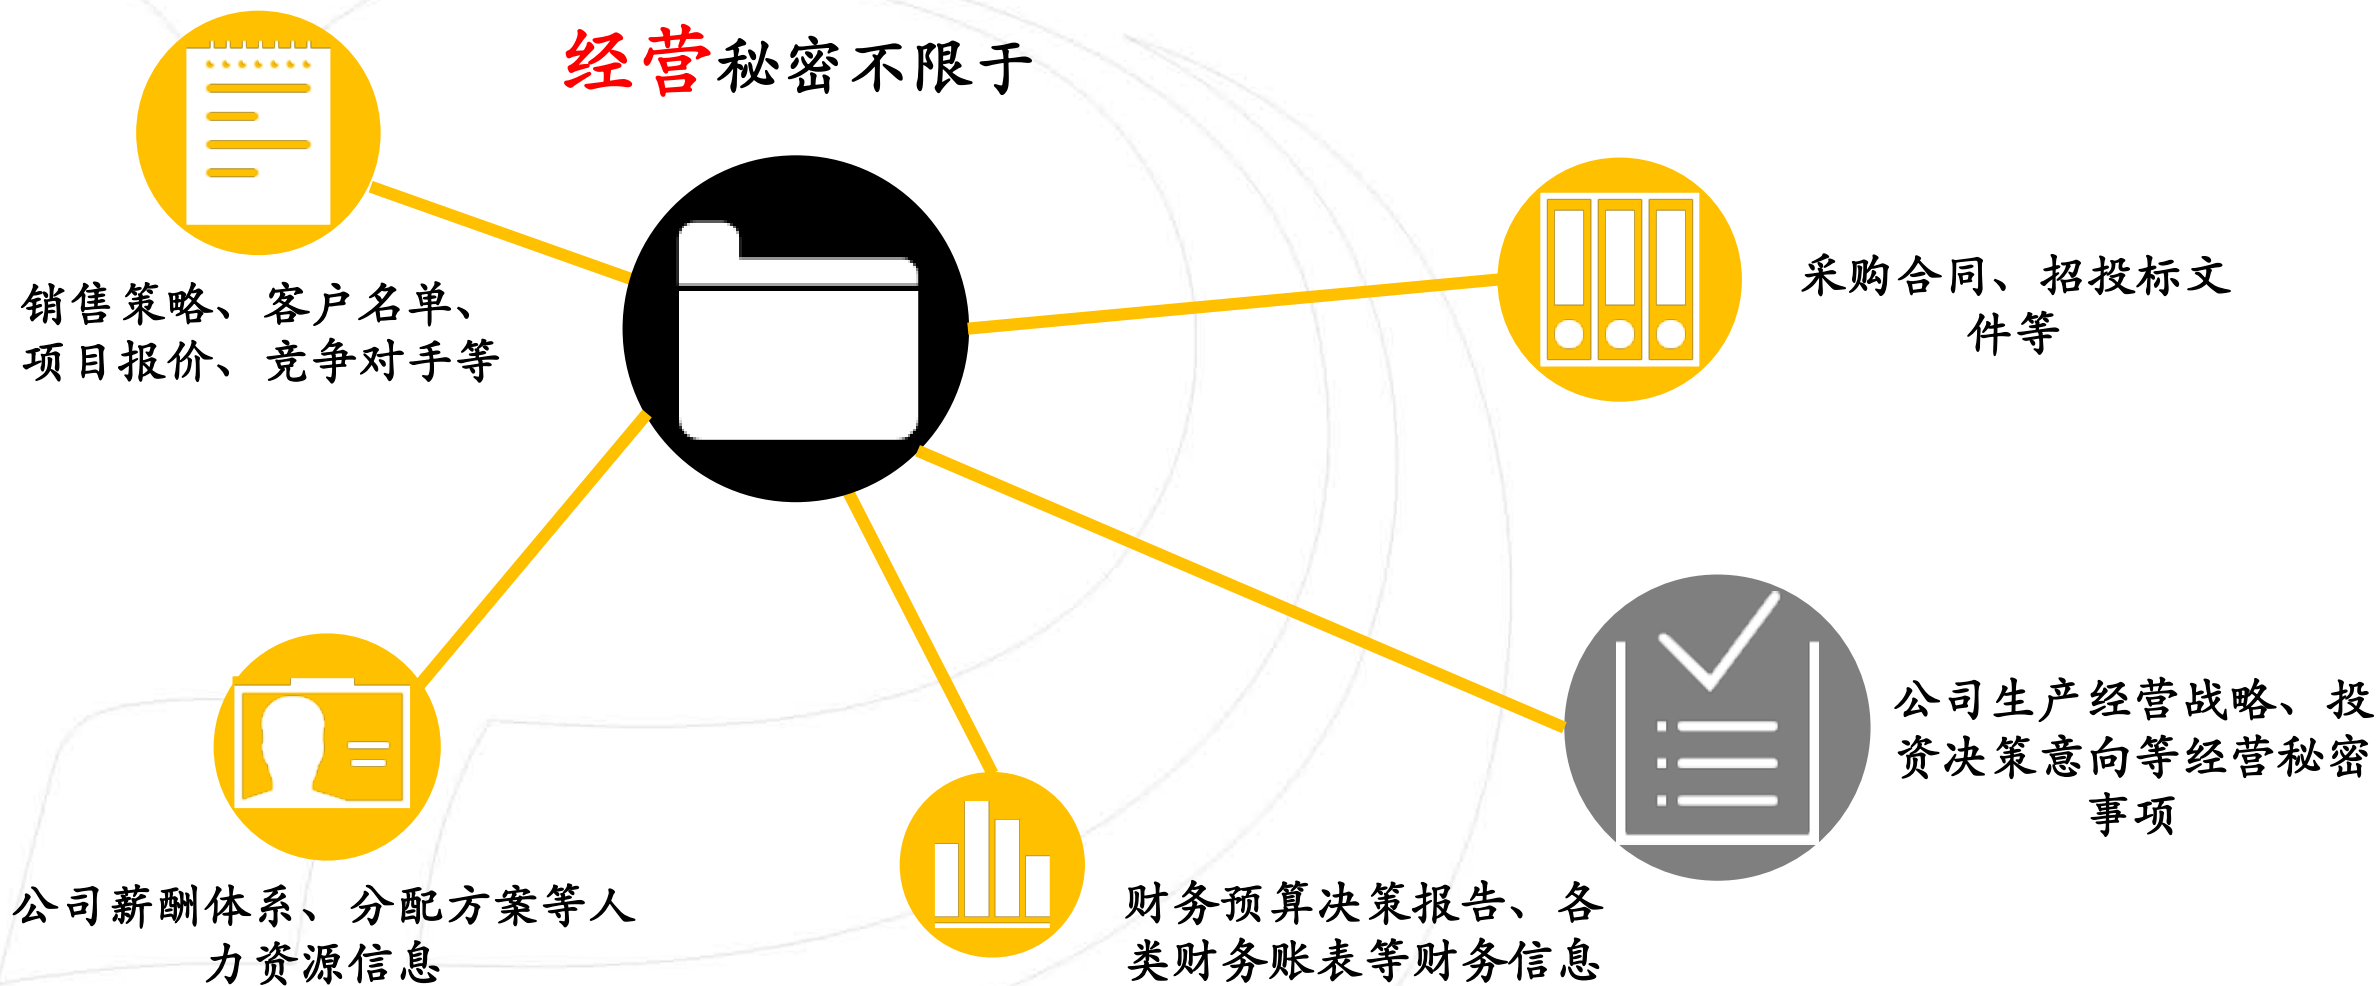 经营秘密不限于
销售策略、客户名单、
项目报价、竞争对手等
采购合同、招投标文
件等
公司生产经营战略、投
资决策意向等经营秘密
事项
公司薪酬体系、分配方案等人
力资源信息
财务预算决策报告、各
类财务账表等财务信息